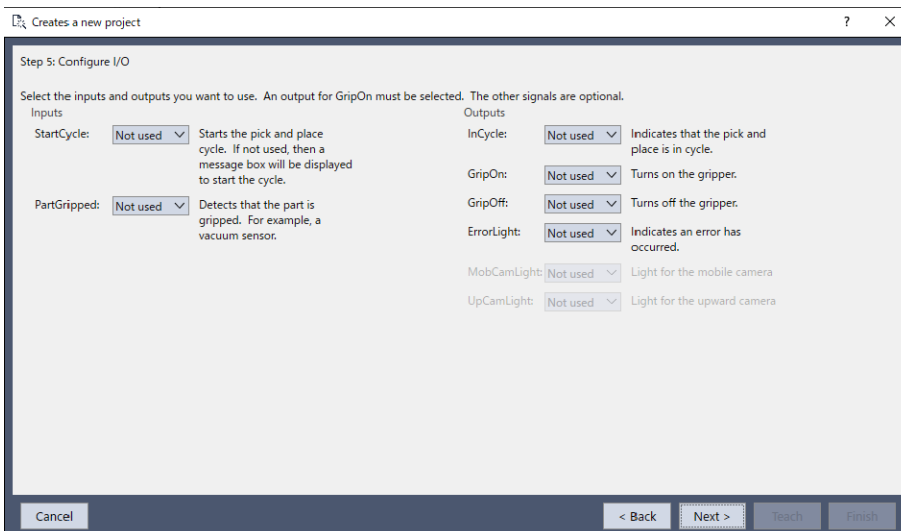 Creates a new project
Step 5: Configure I/O
Select the inputs and outputs you want to use. An output for GripOn must be selected. The other signals are optional.
Inputs
StartCycle: Not used Starts the pick and place
cycle. If not used, then a
message box will be displayed
to start the cycle.
PartGripped: Not used Detects that the part is
gripped. For example, a
vacuum sensor.
Outputs
InCycle: Not used Indicates that the pick and
place is in cycle.
GripOn: Not used Turns on the gripper.
GripOff: Not used Turns off the gripper.
ErrorLight: Not used Indicates an error has
occurred.
MobCamLight: Not used Light for the mobile camera
UpCamLight: Not used Light for the upward camera
Cancel < Back Next > Teach Finish